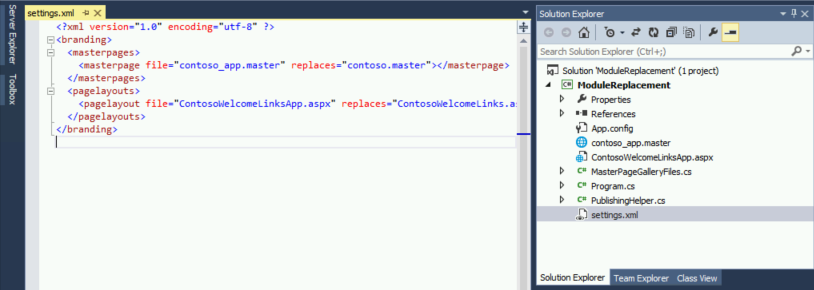 Server Explorer
Toolbox
settings.xml
<?xml version="1.0" encoding="utf-8" ?>
<branding>
<masterpages>
<masterpage file="contoso_app.master" replaces="contoso.master"></masterpage>
</masterpages>
<pagelayouts>
<pagelayout file="ContosoWelcomeLinksApp.aspx" replaces="ContosoWelcomeLinks.as
</pagelayouts>
</branding>
Solution Explorer
Search Solution Explorer (Ctrl+;)
Solution 'ModuleReplacement' (1 project)
C# ModuleReplacement
Properties
References
App.config
contoso_app.master
ContosoWelcomeLinksApp.aspx
C# MasterPageGalleryFiles.cs
C# Program.cs
C# PublishingHelper.cs
settings.xml
Solution Explorer Team Explorer Class View